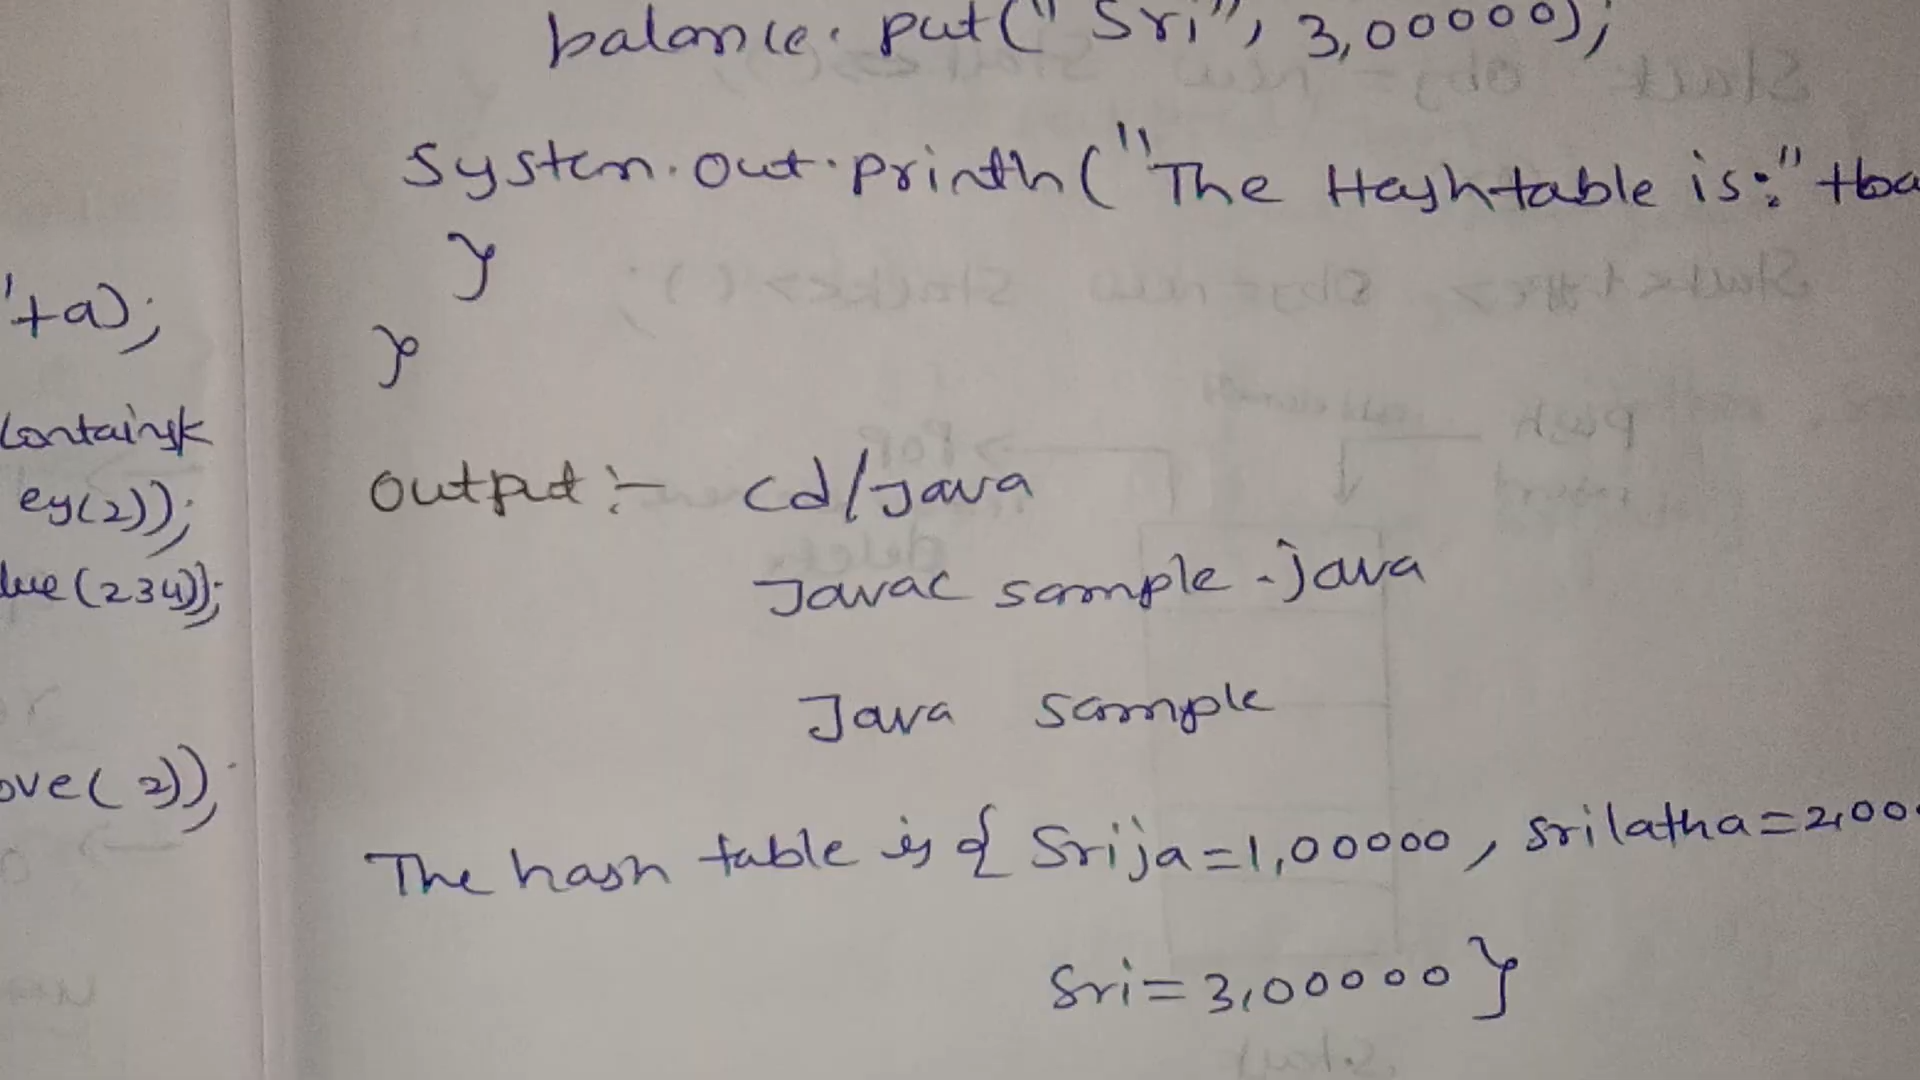 balance.put("Sri", 3,00000);
System.out.println("The Hashtable is:" +ba
}
}
Output:- cd/java
Javac sample.java
Java sample
The hash table is { Srija=1,00000, srilatha=2,00
Sri=3,00000 }
'+a);
containsk
ey(2));
lue(234));
ove(2));